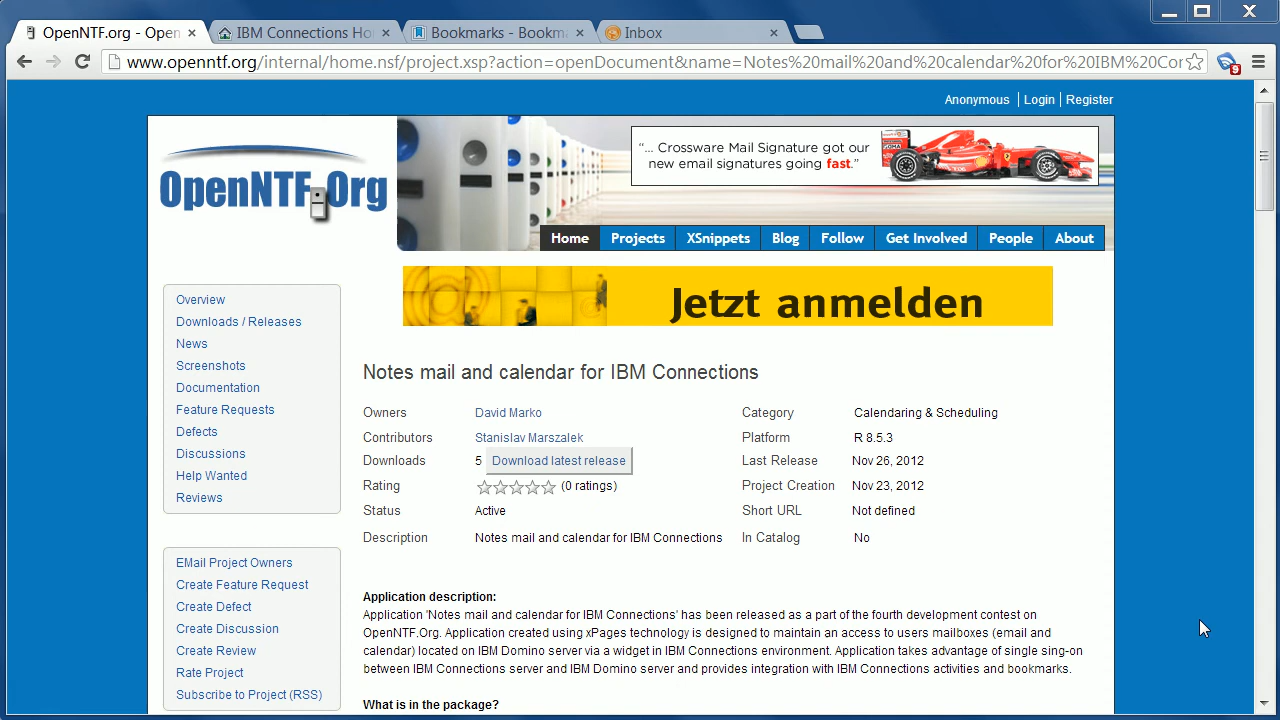 OpenNTF.org - Open
IBM Connections Ho
Bookmarks - Bookma
Inbox
www.openntf.org/internal/home.nsf/project.xsp?action=openDocument&name=Notes%20mail%20and%20calendar%20for%20IBM%20Cor
9
Anonymous
Login
Register
OpenNTF.Org
"... Crossware Mail Signature got our
new email signatures going fast."
Home
Projects
XSnippets
Blog
Follow
Get Involved
People
About
Jetzt anmelden
Overview
Downloads / Releases
News
Screenshots
Documentation
Feature Requests
Defects
Discussions
Help Wanted
Reviews
EMail Project Owners
Create Feature Request
Create Defect
Create Discussion
Create Review
Rate Project
Subscribe to Project (RSS)
Notes mail and calendar for IBM Connections
Owners David Marko Category Calendaring & Scheduling
Contributors Stanislav Marszalek Platform R 8.5.3
Downloads 5 Download latest release Last Release Nov 26, 2012
Rating (0 ratings) Project Creation Nov 23, 2012
Status Active Short URL Not defined
Description Notes mail and calendar for IBM Connections In Catalog No
Application description:
Application 'Notes mail and calendar for IBM Connections' has been released as a part of the fourth development contest on
OpenNTF.Org. Application created using xPages technology is designed to maintain an access to users mailboxes (email and
calendar) located on IBM Domino server via a widget in IBM Connections environment. Application takes advantage of single sing-on
between IBM Connections server and IBM Domino server and provides integration with IBM Connections activities and bookmarks.
What is in the package?